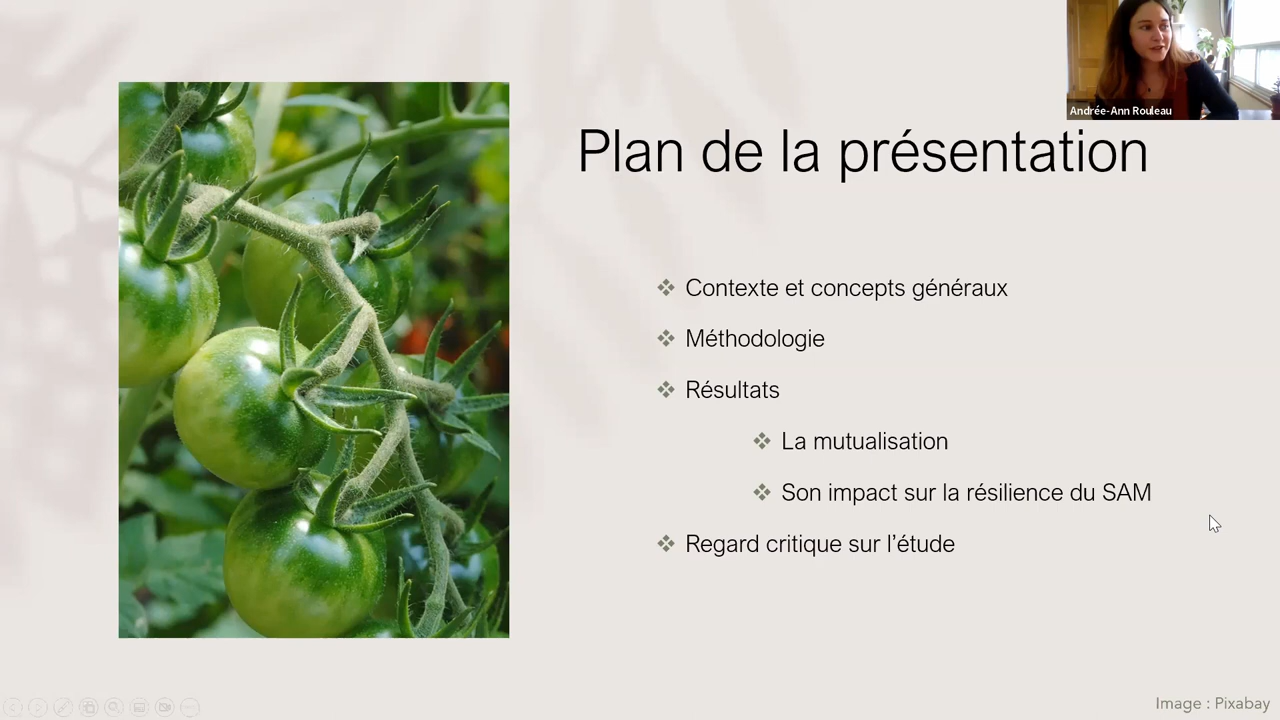 Andrée-Ann Rouleau
Plan de la présentation
Contexte et concepts généraux
Méthodologie
Résultats
La mutualisation
Son impact sur la résilience du SAM
Regard critique sur l’étude
Image : Pixabay